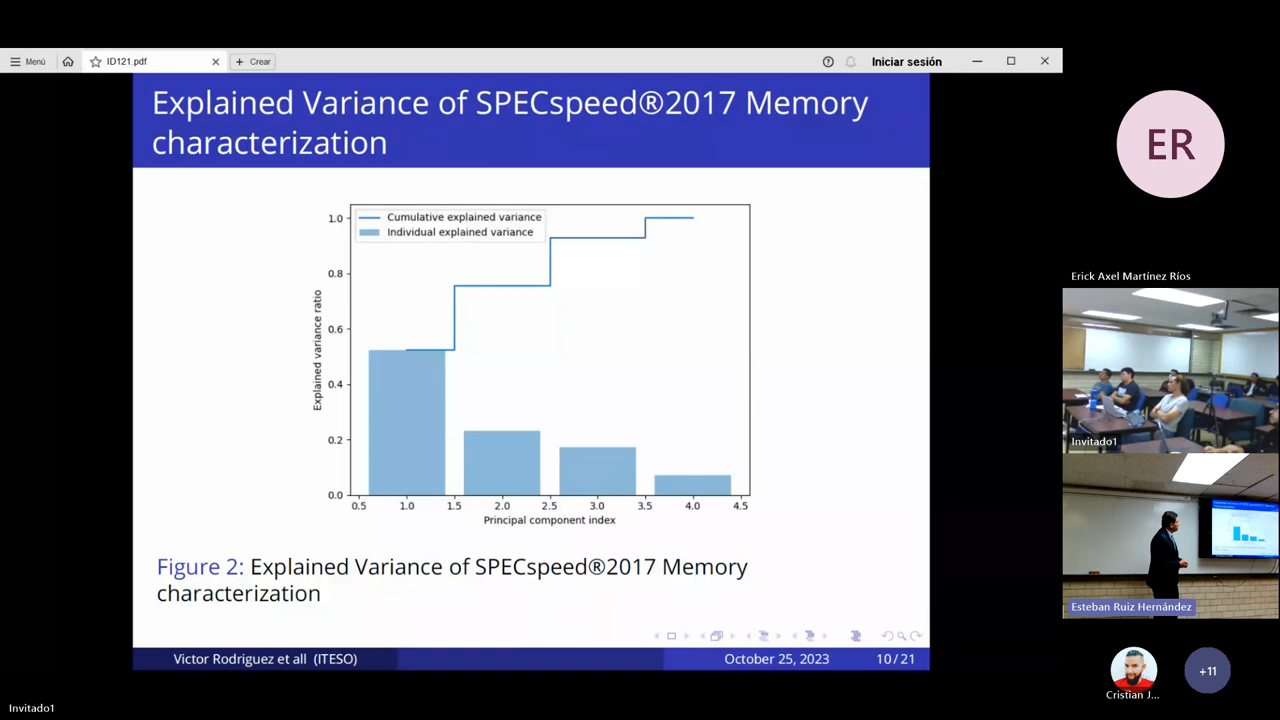 Menú
ID121.pdf
Crear
Iniciar sesión
Explained Variance of SPECspeed®2017 Memory
characterization
Cumulative explained variance
Individual explained variance
1.0
0.8
0.6
0.4
0.2
0.0
Explained variance ratio
0.5 1.0 1.5 2.0 2.5 3.0 3.5 4.0 4.5
Principal component index
Figure 2: Explained Variance of SPECspeed®2017 Memory
characterization
Victor Rodriguez et all (ITESO)
October 25, 2023
10/21
ER
Erick Axel Martínez Ríos
Invitado1
Esteban Ruiz Hernández
Cristian J...
+11
Invitado1